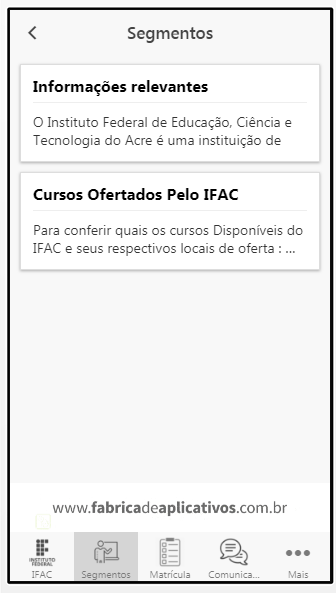 Segmentos
Informações relevantes
O Instituto Federal de Educação, Ciência e
Tecnologia do Acre é uma instituição de
Cursos Ofertados Pelo IFAC
Para conferir quais os cursos Disponíveis do
IFAC e seus respectivos locais de oferta : ...
www.fabricadeaplicativos.com.br
INSTITUTO
FEDERAL
IFAC Segmentos Matrícula Comunica... Mais